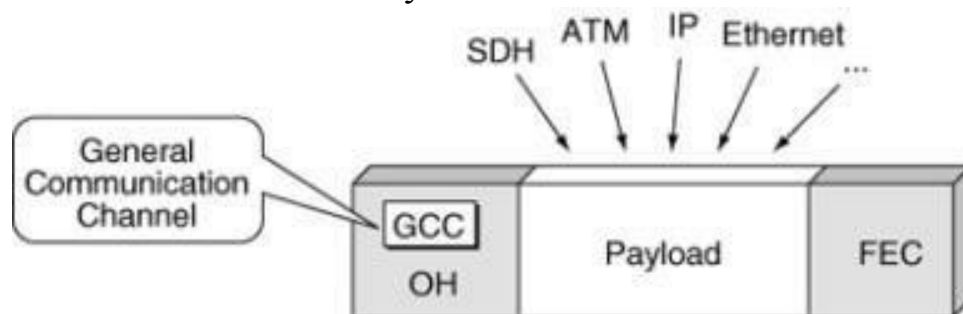 SDH
ATM
IP
Ethernet
...
General
Communication
Channel
GCC
OH
Payload
FEC